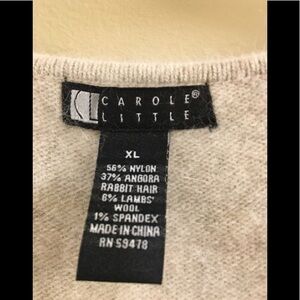 CAROLE®
LITTLE
XL
56% NYLON
37% ANGORA
RABBIT HAIR
6% LAMBS'
WOOL
1% SPANDEX
MADE IN CHINA
RN 59478